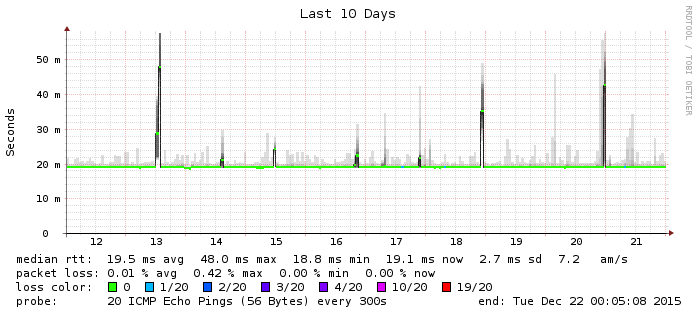 Last 10 Days
RRDTOOL / TOBI OETIKER
Seconds
50 m
40 m
30 m
20 m
10 m
0
12 13 14 15 16 17 18 19 20 21
median rtt: 19.5 ms avg 48.0 ms max 18.8 ms min 19.1 ms now 2.7 ms sd 7.2 am/s
packet loss: 0.01 % avg 0.42 % max 0.00 % min 0.00 % now
loss color: 0 1/20 2/20 3/20 4/20 10/20 19/20
probe: 20 ICMP Echo Pings (56 Bytes) every 300s end: Tue Dec 22 00:05:08 2015